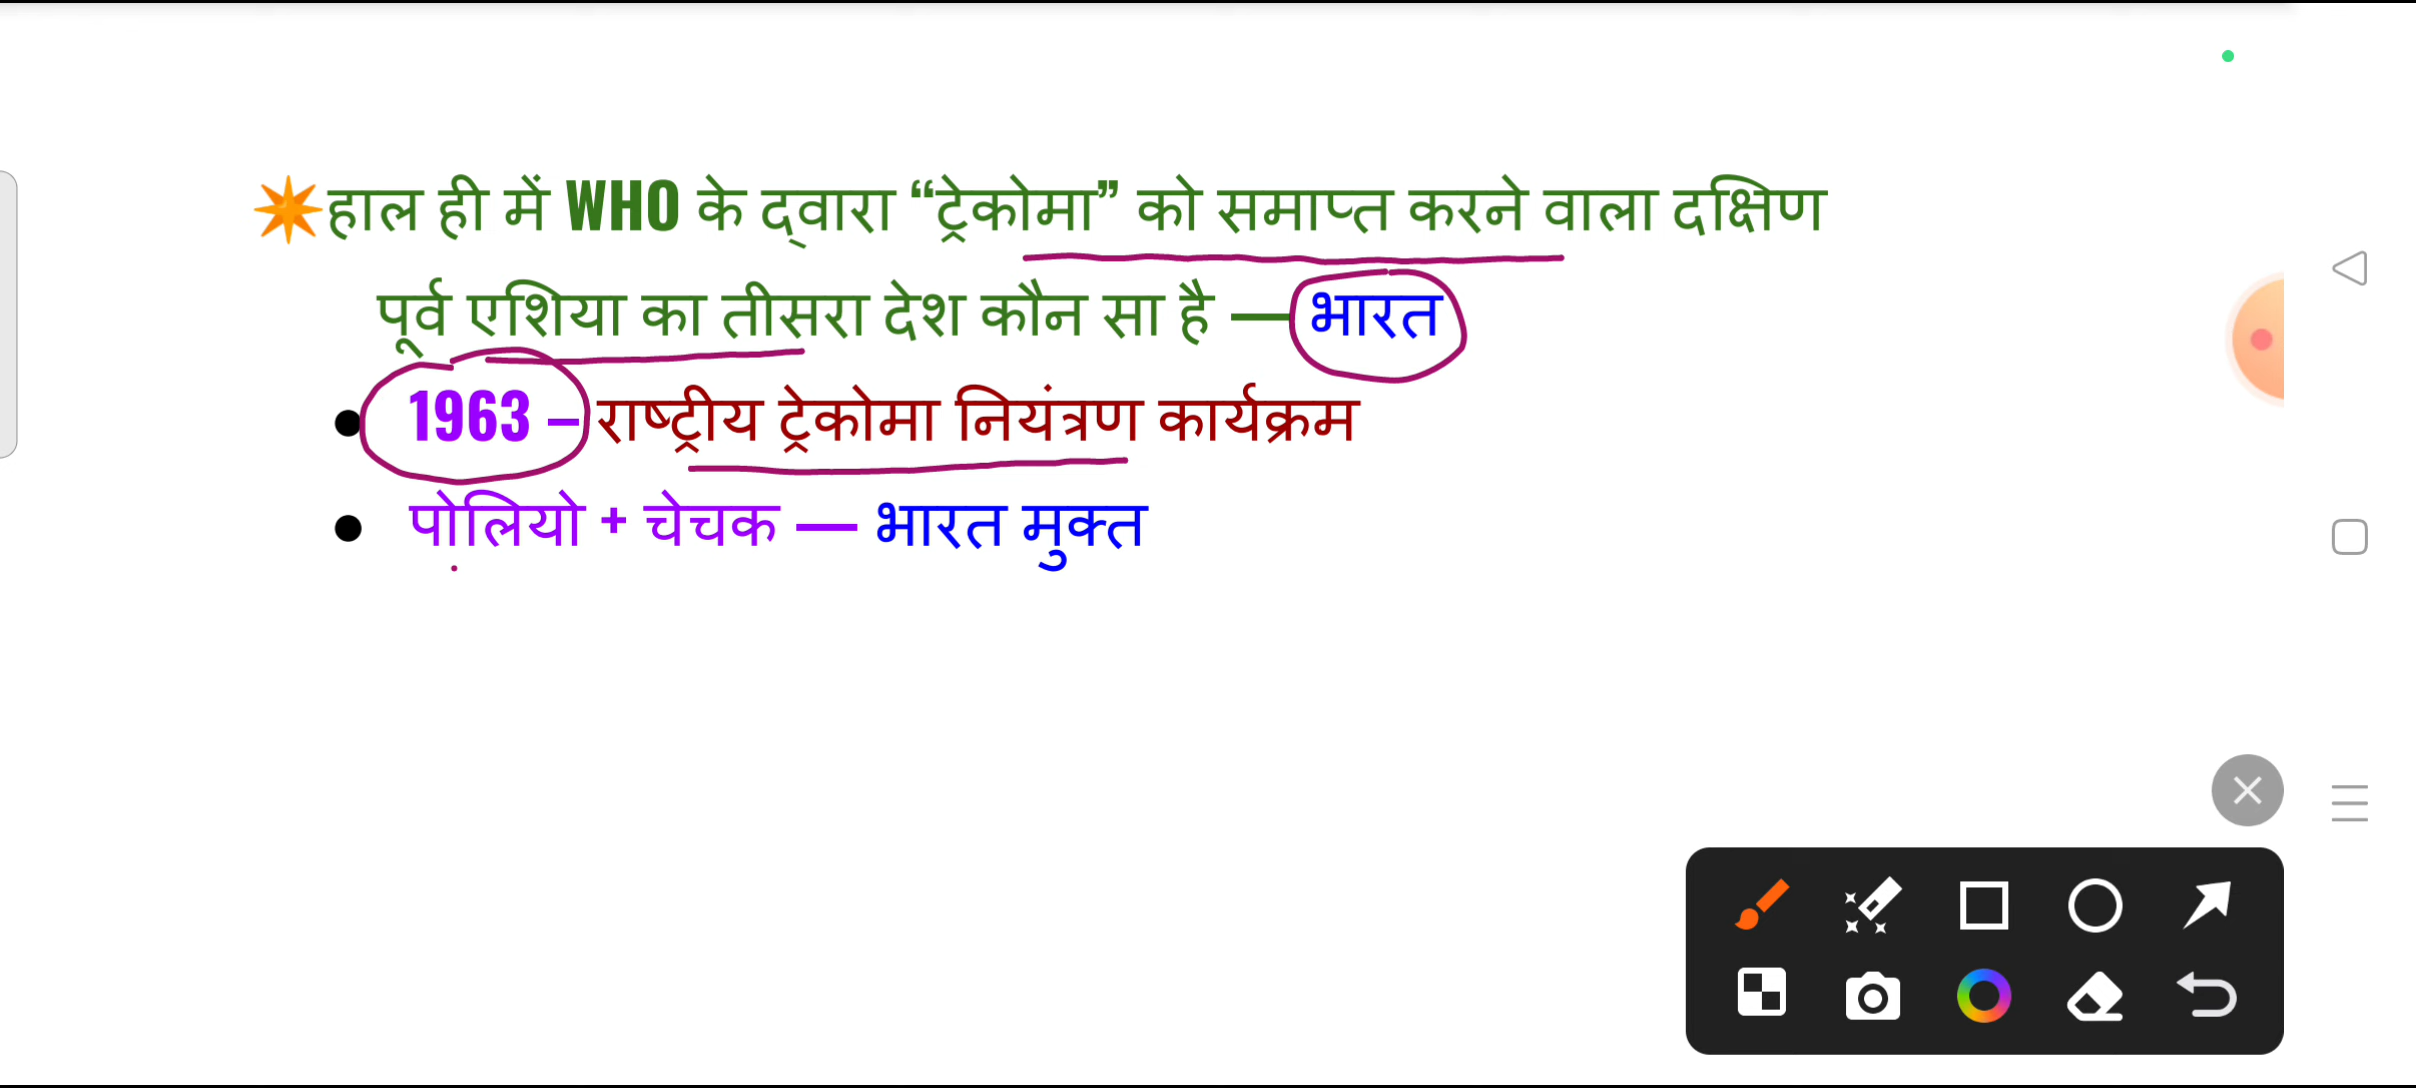 हाल ही में WHO के द्वारा “ट्रेकोमा” को समाप्त करने वाला दक्षिण
पूर्व एशिया का तीसरा देश कौन सा है — भारत
● 1963 – राष्ट्रीय ट्रेकोमा नियंत्रण कार्यक्रम
● पोलियो + चेचक — भारत मुक्त